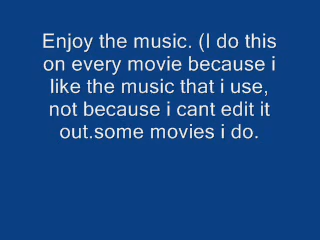 Enjoy the music. (I do this
on every movie because i
like the music that i use,
not because i cant edit it
out.some movies i do.